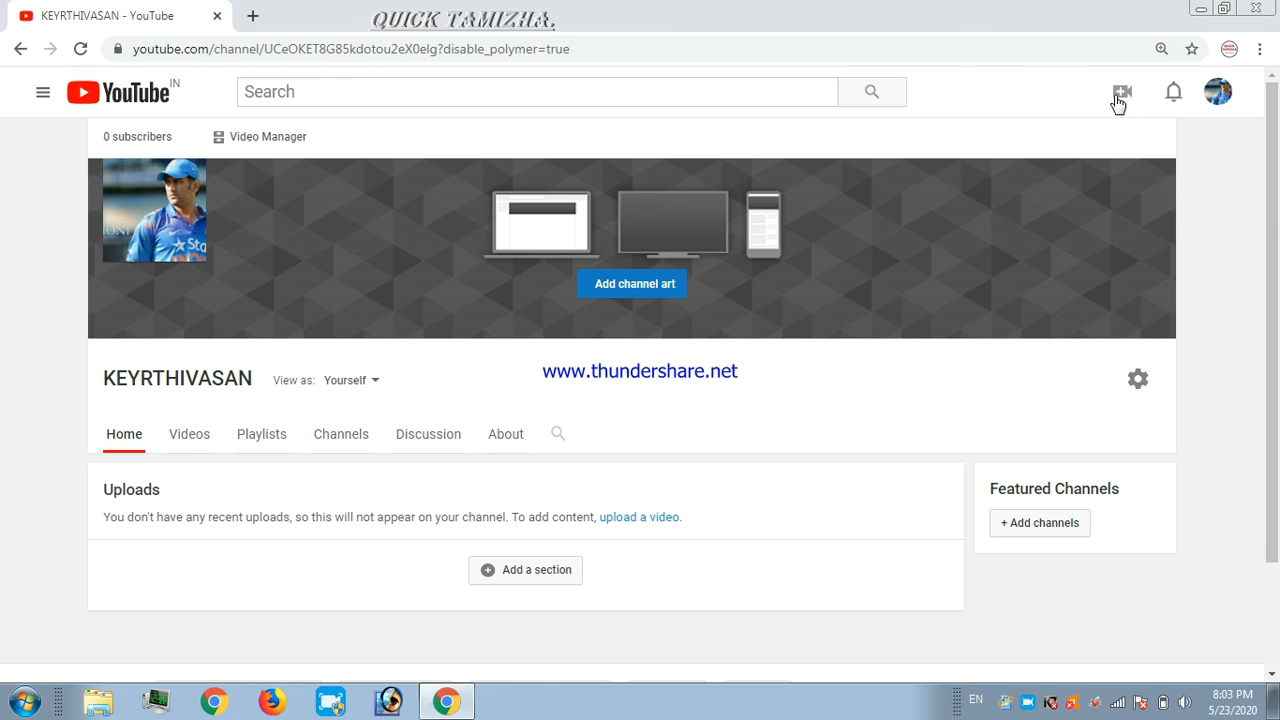 KEYRTHIVASAN - YouTube
QUICK TAMIZHA.
youtube.com/channel/UCeOKET8G85kdotou2eX0elg?disable_polymer=true
YouTube IN
Search
0 subscribers
Video Manager
Add channel art
www.thundershare.net
KEYRTHIVASAN
View as: Yourself
Home Videos Playlists Channels Discussion About
Uploads
You don't have any recent uploads, so this will not appear on your channel. To add content, upload a video.
Add a section
Featured Channels
+ Add channels
EN
8:03 PM
5/23/2020